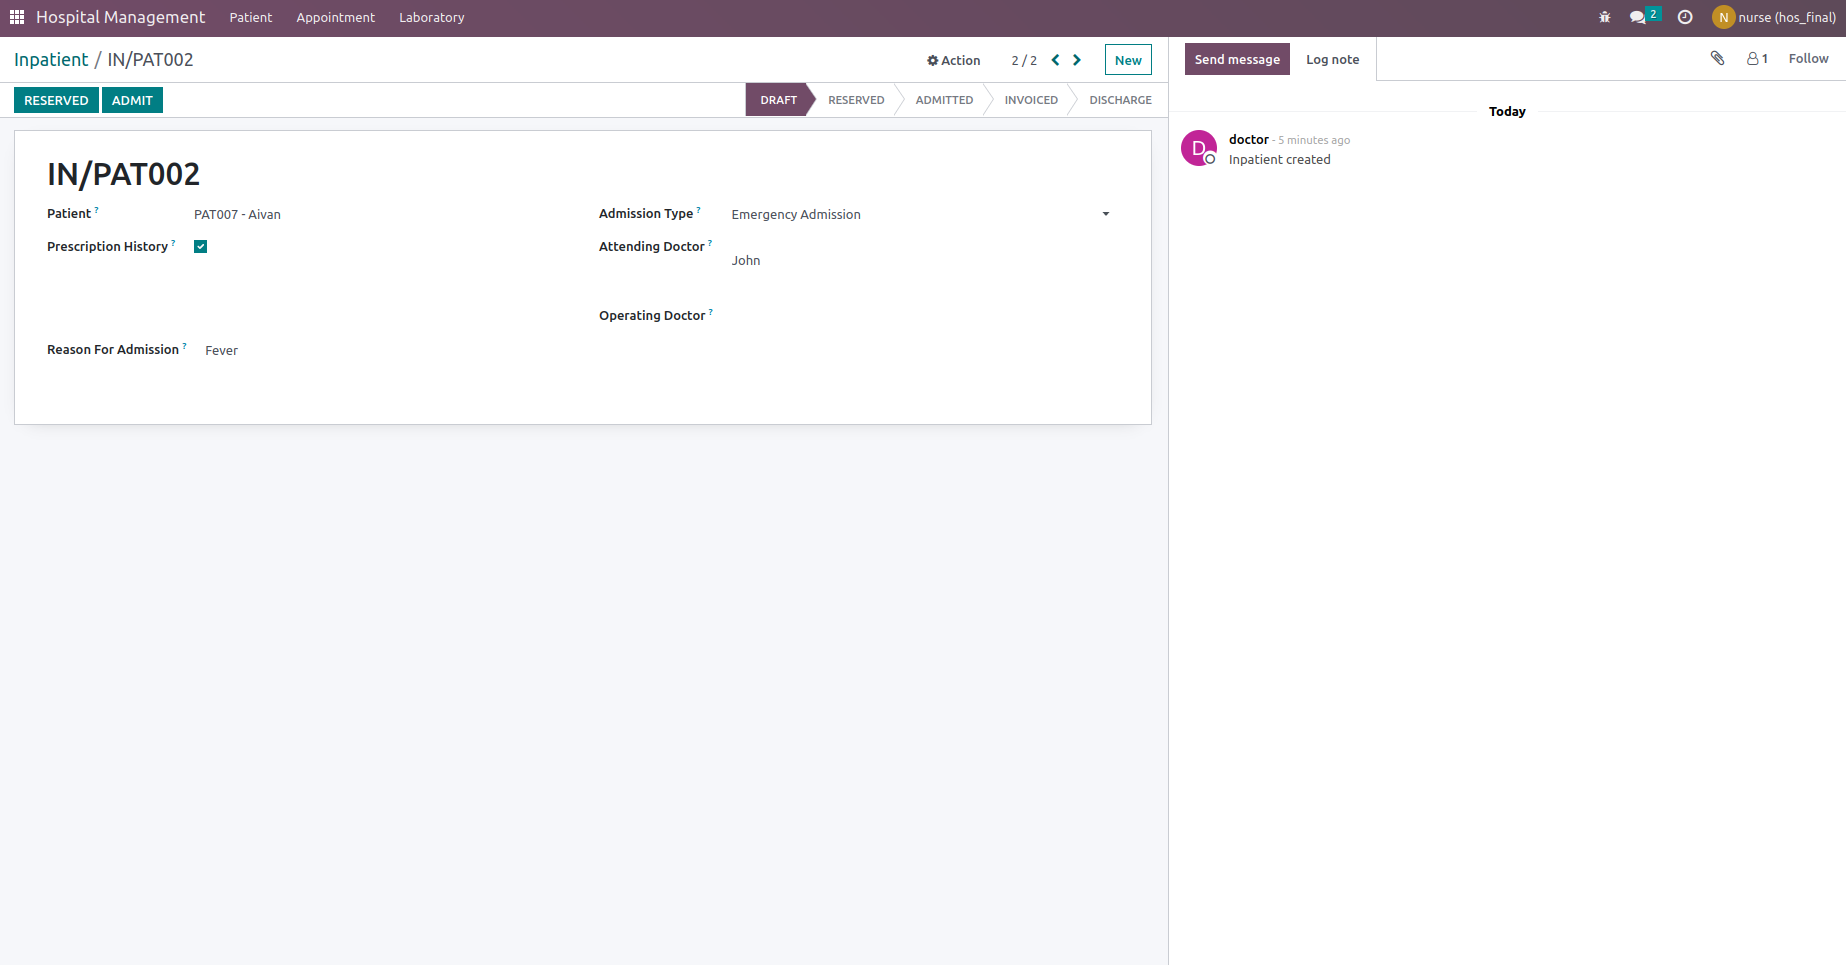 Hospital Management Patient Appointment Laboratory 2 N nurse (hos_final)
Inpatient / IN/PAT002 Action 2 / 2 New Send message Log note 1 Follow
RESERVED ADMIT DRAFT RESERVED ADMITTED INVOICED DISCHARGE
Today
D doctor - 5 minutes ago
Inpatient created
IN/PAT002
Patient ? PAT007 - Aivan Admission Type ? Emergency Admission
Prescription History ? Attending Doctor ?
John
Operating Doctor ?
Reason For Admission ? Fever